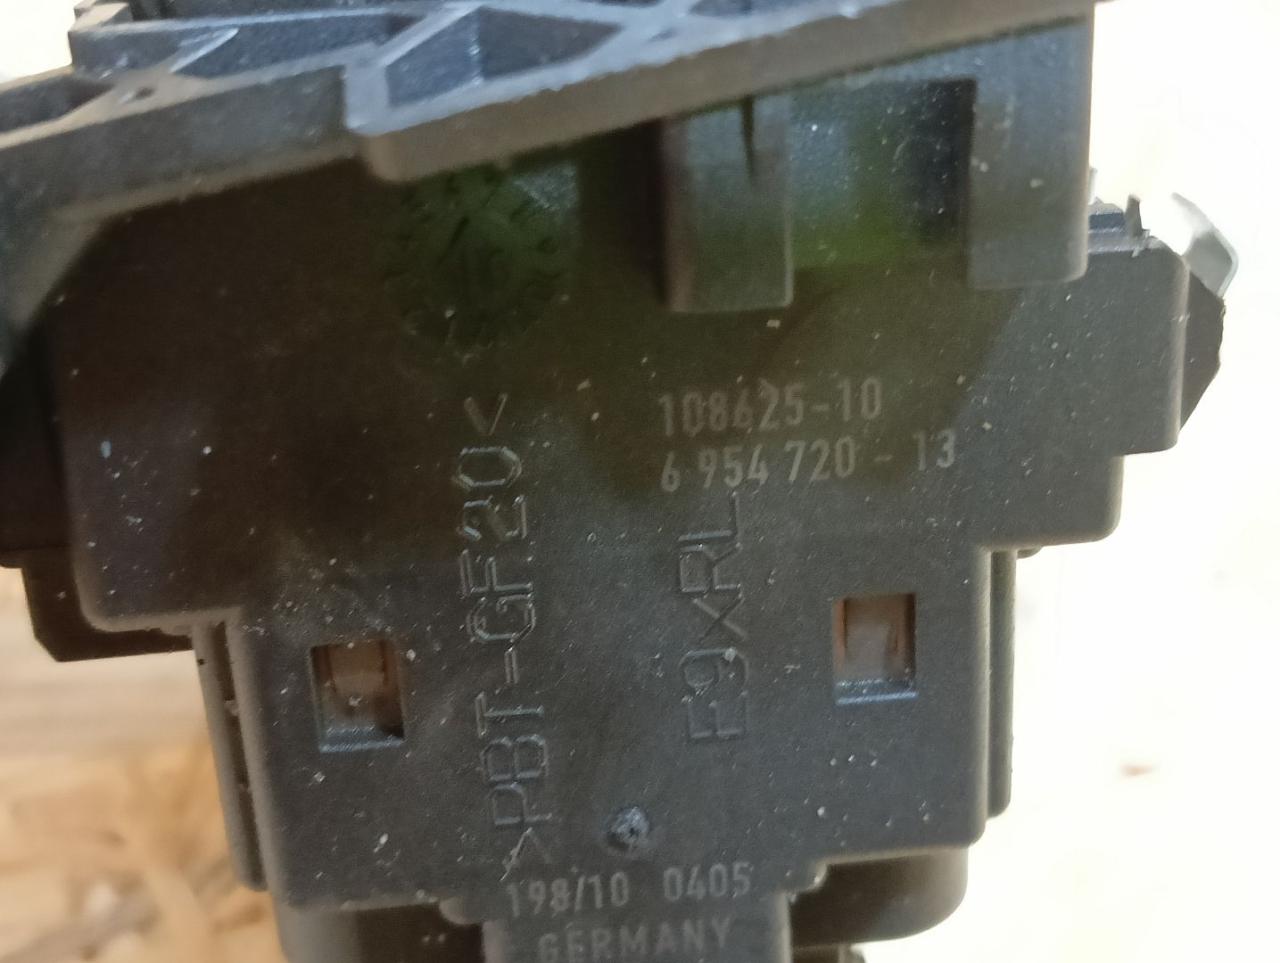 108625-10
6 954 720 - 13
>PBT-GF20<
E9XRL
198/10 0405
GERMANY